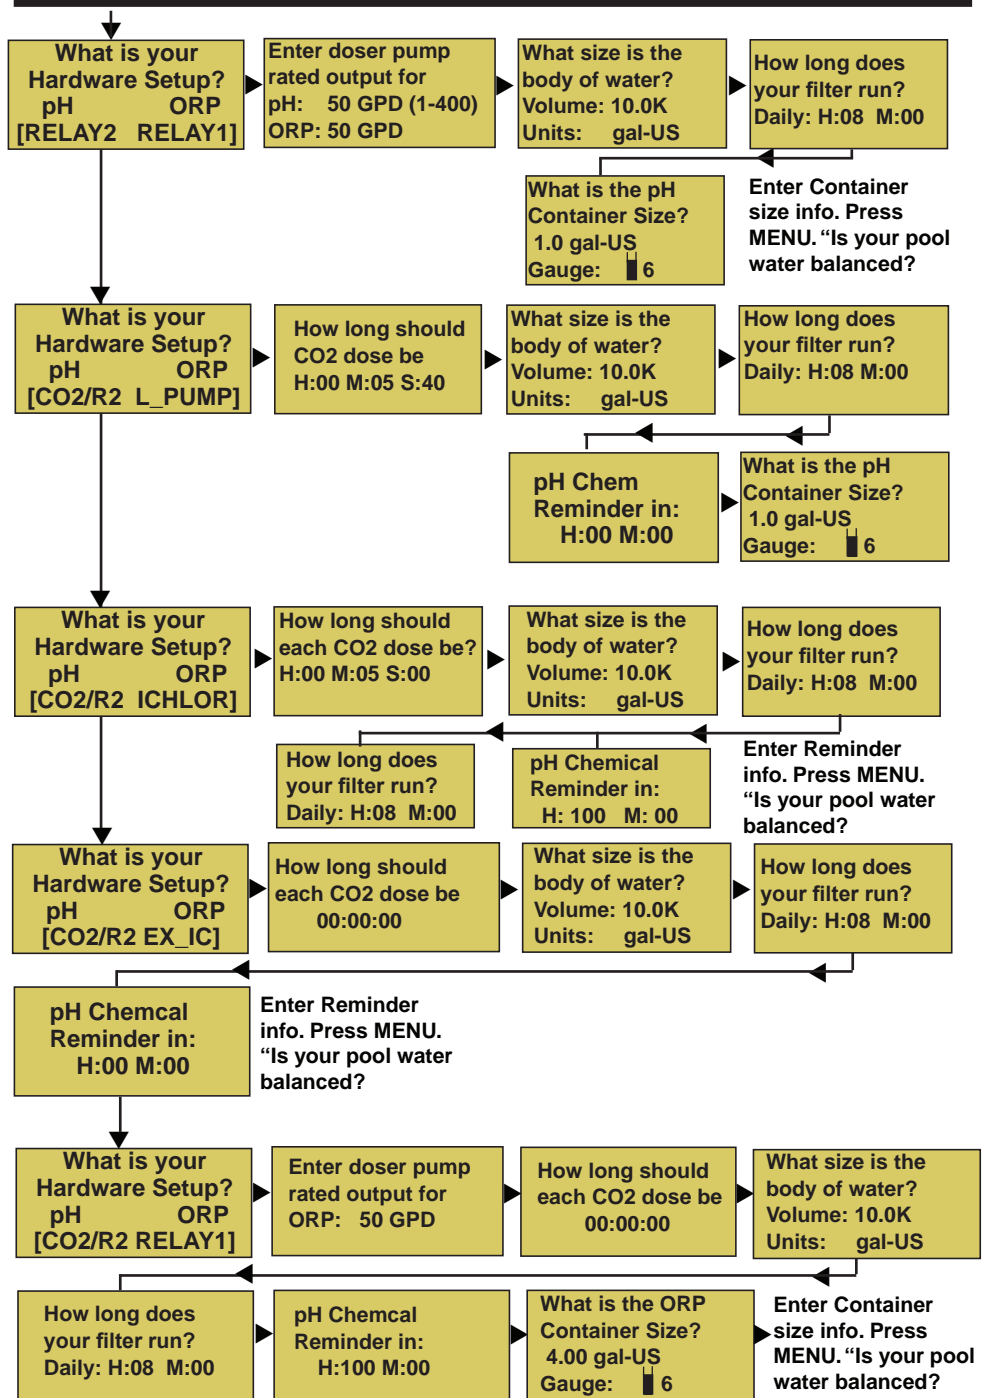 What is your
Hardware Setup?
pH ORP
[RELAY2 RELAY1]
Enter doser pump
rated output for
pH: 50 GPD (1-400)
ORP: 50 GPD
What size is the
body of water?
Volume: 10.0K
Units: gal-US
How long does
your filter run?
Daily: H:08 M:00
What is the pH
Container Size?
1.0 gal-US
Gauge: 6
Enter Container
size info. Press
MENU. “Is your pool
water balanced?
What is your
Hardware Setup?
pH ORP
[CO2/R2 L_PUMP]
How long should
CO2 dose be
H:00 M:05 S:40
What size is the
body of water?
Volume: 10.0K
Units: gal-US
How long does
your filter run?
Daily: H:08 M:00
pH Chem
Reminder in:
H:00 M:00
What is the pH
Container Size?
1.0 gal-US
Gauge: 6
What is your
Hardware Setup?
pH ORP
[CO2/R2 ICHLOR]
How long should
each CO2 dose be?
H:00 M:05 S:00
What size is the
body of water?
Volume: 10.0K
Units: gal-US
How long does
your filter run?
Daily: H:08 M:00
How long does
your filter run?
Daily: H:08 M:00
pH Chemical
Reminder in:
H: 100 M: 00
Enter Reminder
info. Press MENU.
“Is your pool water
balanced?
What is your
Hardware Setup?
pH ORP
[CO2/R2 EX_IC]
How long should
each CO2 dose be
00:00:00
What size is the
body of water?
Volume: 10.0K
Units: gal-US
How long does
your filter run?
Daily: H:08 M:00
pH Chemcal
Reminder in:
H:00 M:00
Enter Reminder
info. Press MENU.
“Is your pool water
balanced?
What is your
Hardware Setup?
pH ORP
[CO2/R2 RELAY1]
Enter doser pump
rated output for
ORP: 50 GPD
How long should
each CO2 dose be
00:00:00
What size is the
body of water?
Volume: 10.0K
Units: gal-US
How long does
your filter run?
Daily: H:08 M:00
pH Chemcal
Reminder in:
H:100 M:00
What is the ORP
Container Size?
4.00 gal-US
Gauge: 6
Enter Container
size info. Press
MENU. “Is your pool
water balanced?